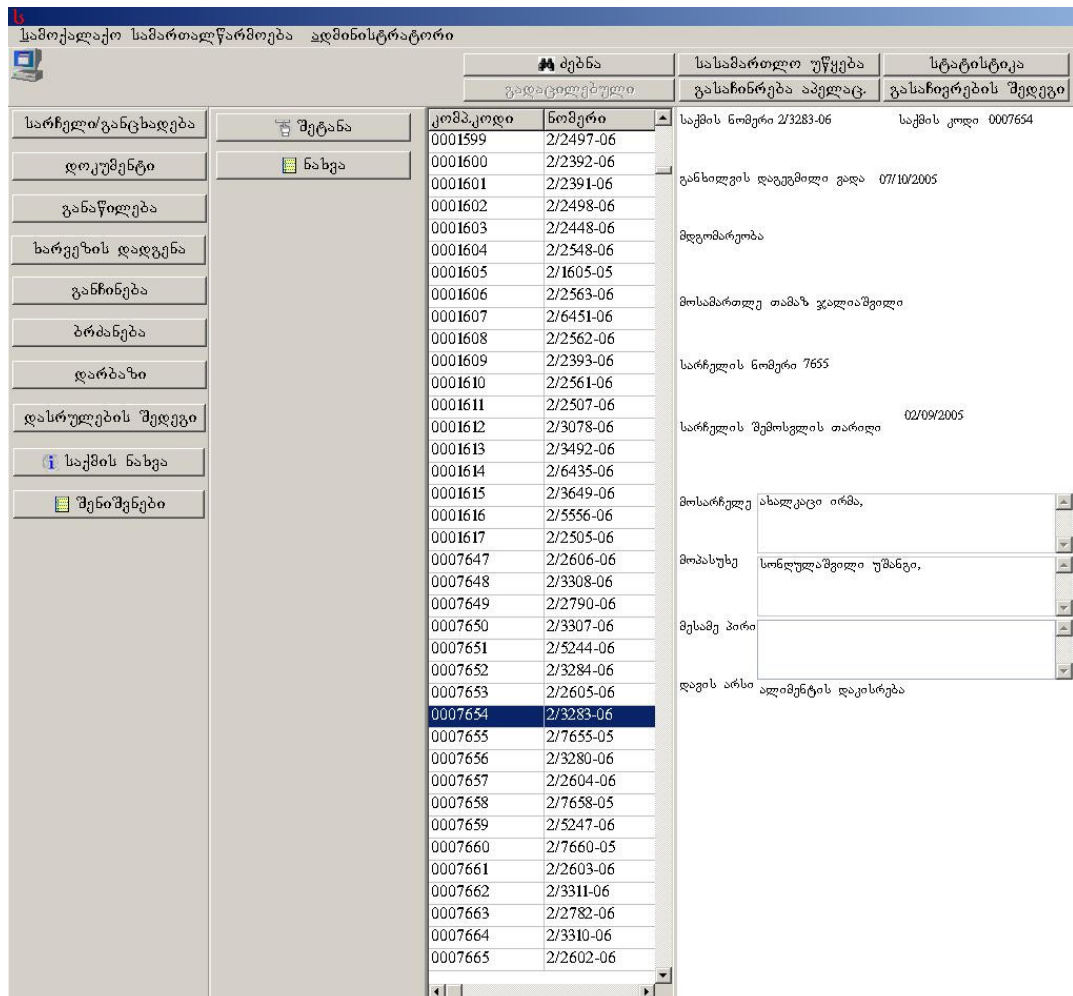 ს
სამოქალაქო სამართალწარმოება ადმინისტრატორი
ძებნა სასამართლო უწყება სტატისტიკა
გადაცილებული გასაჩინრება აპელაც. გასაჩივრების შედეგი
სარჩელი/განცხადება
დოკუმენტი
განაწილება
ხარვეზის დადგენა
განჩინება
ბრძანება
დარბაზი
დასრულების შედეგი
საქმის ნახვა
შენიშვნები
შეტანა
ნახვა
კომპ.კოდი ნომერი
0001599 2/2497-06
0001600 2/2392-06
0001601 2/2391-06
0001602 2/2498-06
0001603 2/2448-06
0001604 2/2548-06
0001605 2/1605-05
0001606 2/2563-06
0001607 2/6451-06
0001608 2/2562-06
0001609 2/2393-06
0001610 2/2561-06
0001611 2/2507-06
0001612 2/3078-06
0001613 2/3492-06
0001614 2/6435-06
0001615 2/3649-06
0001616 2/5556-06
0001617 2/2505-06
0007647 2/2606-06
0007648 2/3308-06
0007649 2/2790-06
0007650 2/3307-06
0007651 2/5244-06
0007652 2/3284-06
0007653 2/2605-06
0007654 2/3283-06
0007655 2/7655-05
0007656 2/3280-06
0007657 2/2604-06
0007658 2/7658-05
0007659 2/5247-06
0007660 2/7660-05
0007661 2/2603-06
0007662 2/3311-06
0007663 2/2782-06
0007664 2/3310-06
0007665 2/2602-06
საქმის ნომერი 2/3283-06 საქმის კოდი 0007654
განხილვის დაგეგმილი ვადა 07/10/2005
მდგომარეობა
მოსამართლე თამაზ ჯალიაშვილი
სარჩელის ნომერი 7655
02/09/2005
სარჩელის შემოსვლის თარიღი
მოსარჩელე ახალკაცი ირმა,
მოპასუხე სონღულაშვილი უშანგი,
მესამე პირი
დავის არსი ალიმენტის დაკისრება